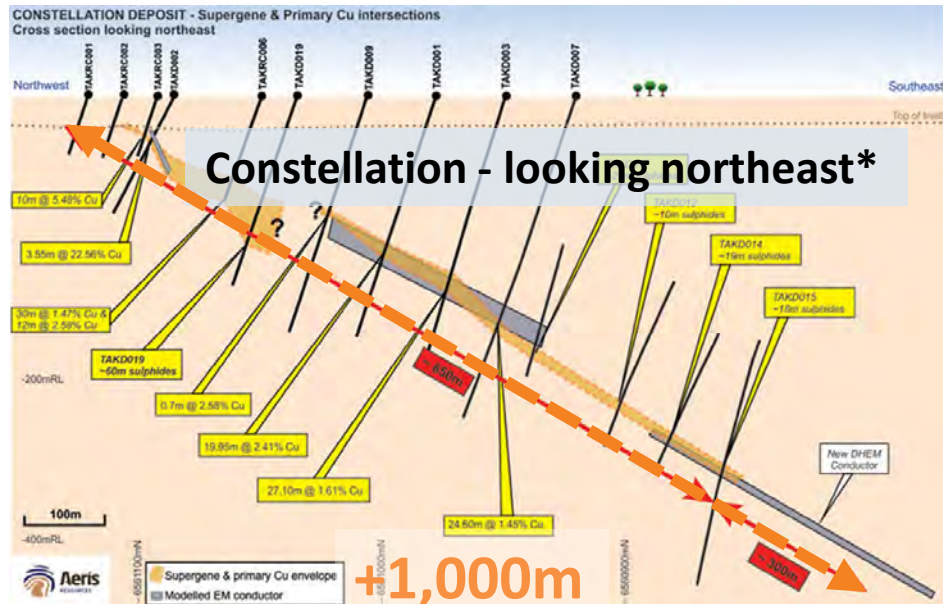 CONSTELLATION DEPOSIT - Supergene & Primary Cu intersections
Cross section looking northeast
TAKRC001
TAKRC002
TAKRC003
TAKD002
TAKRC006
TAKD019
TAKD009
TAKD001
TAKD003
TAKD007
Northwest
Southeast
Top of fresh
Constellation - looking northeast*
10m @ 5.48% Cu
3.55m @ 22.56% Cu
30m @ 1.47% Cu &
12m @ 2.58% Cu
TAKD019
~60m sulphides
0.7m @ 2.58% Cu
19.95m @ 2.41% Cu
27.10m @ 1.61% Cu
24.60m @ 1.45% Cu
?
?
TAKD012
~10m sulphides
TAKD014
~19m sulphides
TAKD015
~18m sulphides
-200mRL
~ 650m
New DHEM
Conductor
100m
-400mRL
~ 300m
Aeris
RESOURCES
Supergene & primary Cu envelope
Modelled EM conductor
+1,000m